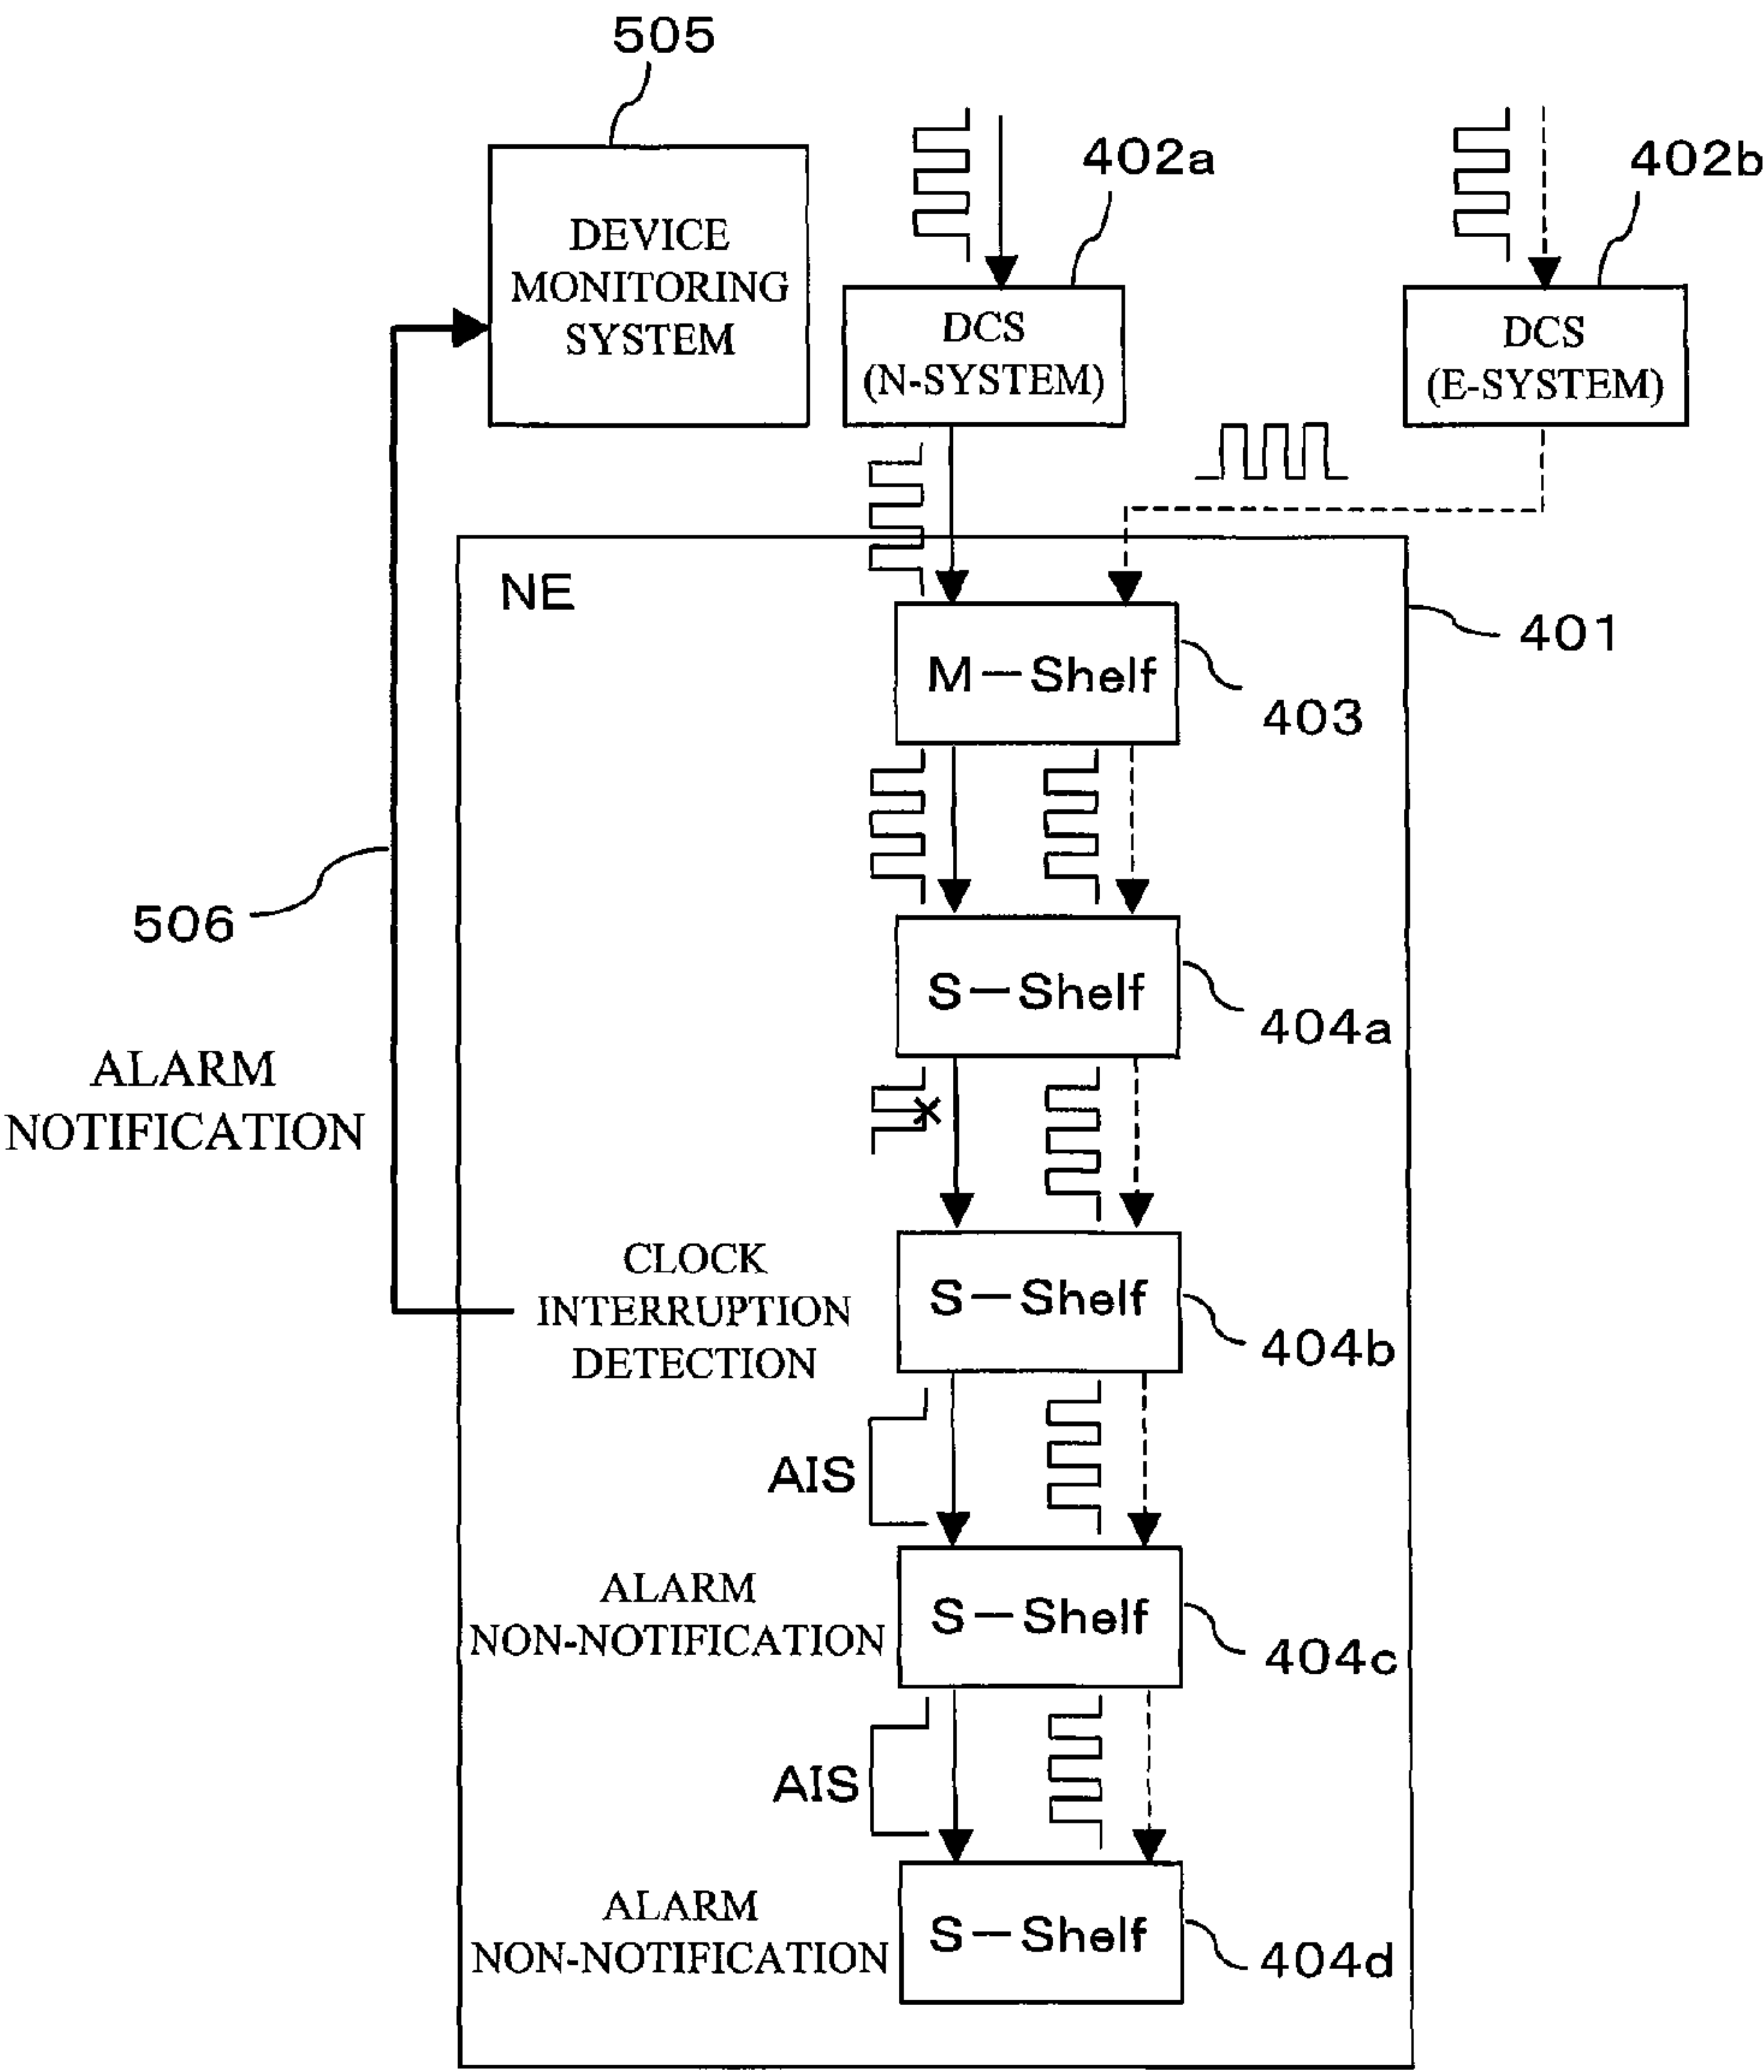 505
402a
402b
DEVICE
MONITORING
SYSTEM
DCS
(N-SYSTEM)
DCS
(E-SYSTEM)
NE
401
M-Shelf
403
506
S-Shelf
404a
ALARM
NOTIFICATION
CLOCK
INTERRUPTION
DETECTION
S-Shelf
404b
AIS
ALARM
NON-NOTIFICATION
S-Shelf
404c
AIS
ALARM
NON-NOTIFICATION
S-Shelf
404d